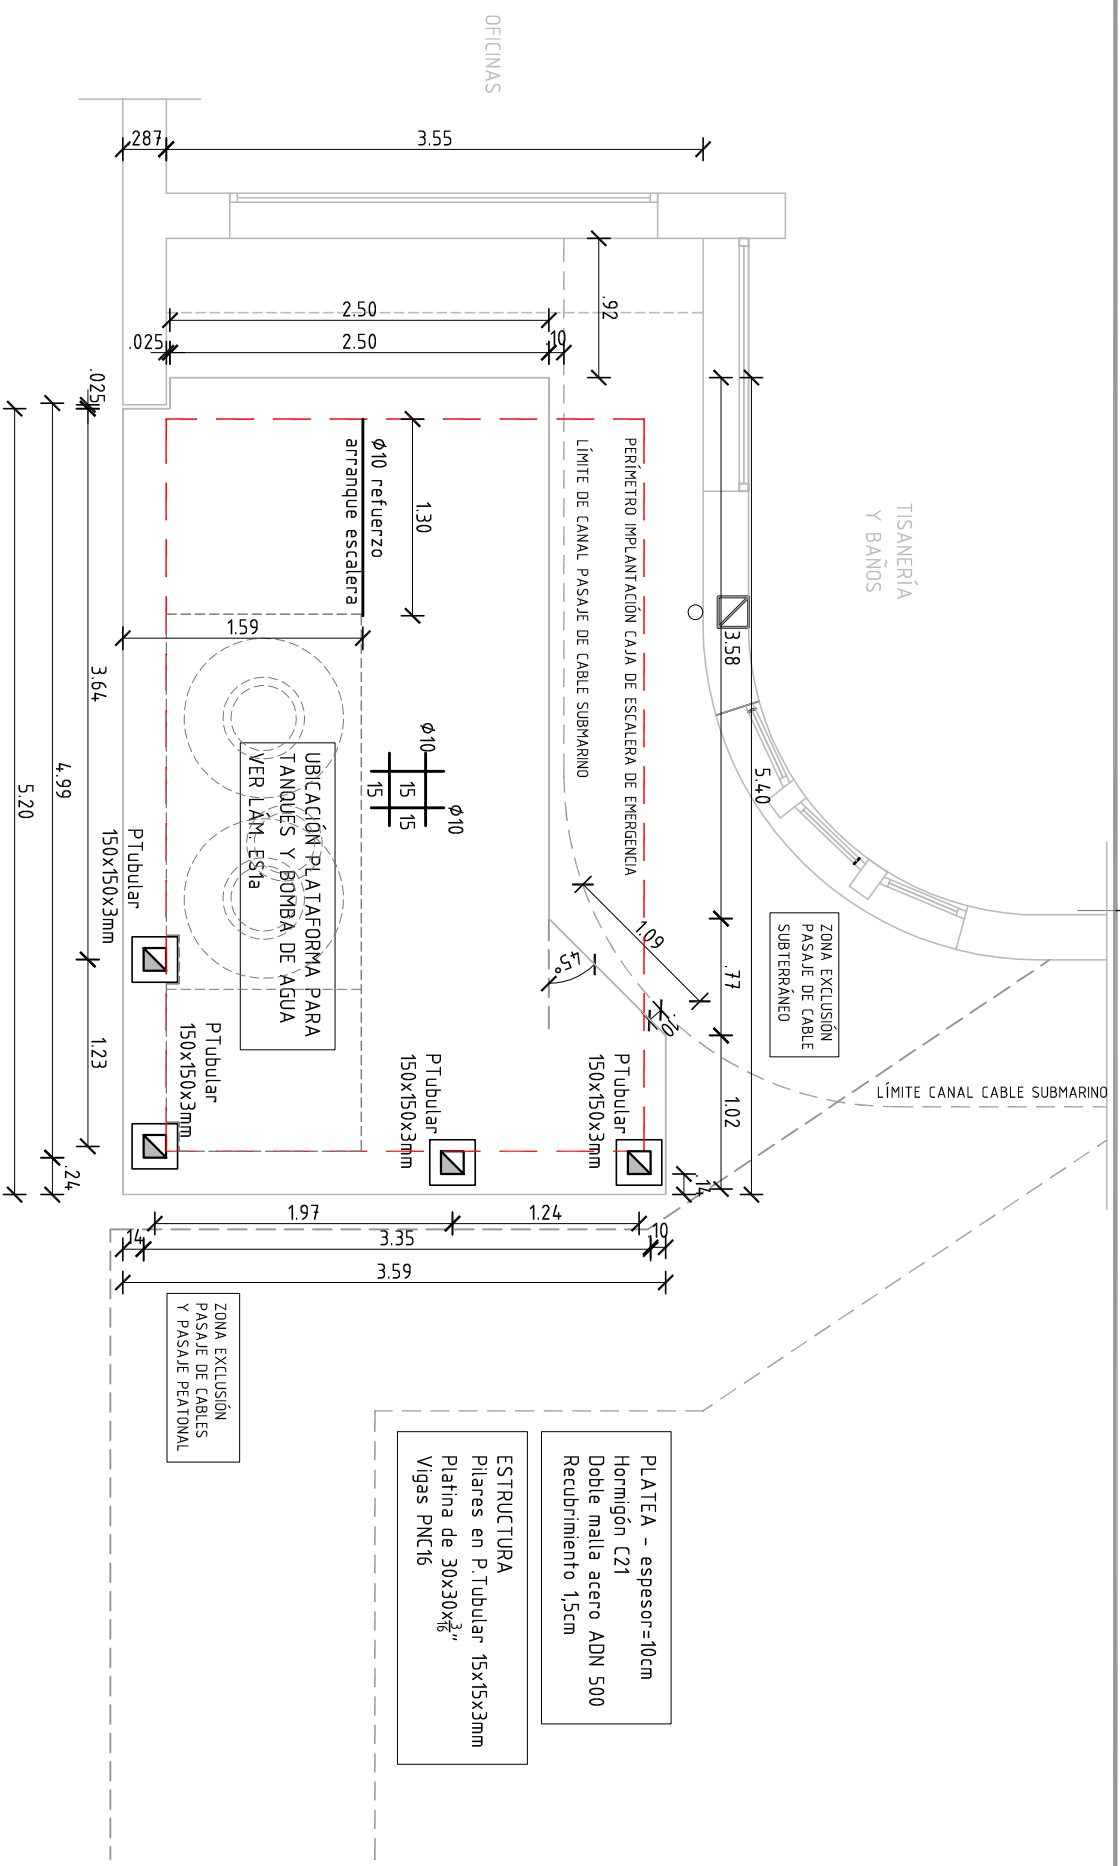 OFICINAS
TISANERÍA
Y BAÑOS
.287
3.55
.92
2.50
2.50
.10
.025
.025
1.30
Ø10 refuerzo
arranque escalera
1.59
LÍMITE DE CANAL PASAJE DE CABLE SUBMARINO
PERÍMETRO IMPLANTACIÓN CAJA DE ESCALERA DE EMERGENCIA
3.58
5.40
3.64
4.99
5.20
Ø10
Ø10
15
15
15
UBICACIÓN PLATAFORMA PARA
TANQUES Y BOMBA DE AGUA
VER LÁM. ES1a
ZONA EXCLUSIÓN
PASAJE DE CABLE
SUBTERRÁNEO
1.09
45°
.10
.77
1.02
LÍMITE CANAL CABLE SUBMARINO
PTubular
150x150x3mm
PTubular
150x150x3mm
PTubular
150x150x3mm
PTubular
150x150x3mm
1.23
.24
.14
1.97
1.24
.14
3.35
.10
3.59
ZONA EXCLUSIÓN
PASAJE DE CABLES
Y PASAJE PEATONAL
PLATEA - espesor=10cm
Hormigón C21
Doble malla acero ADN 500
Recubrimiento 1,5cm
ESTRUCTURA
Pilares en P.Tubular 15x15x3mm
Platina de 30x30x3/16"
Vigas PNC16